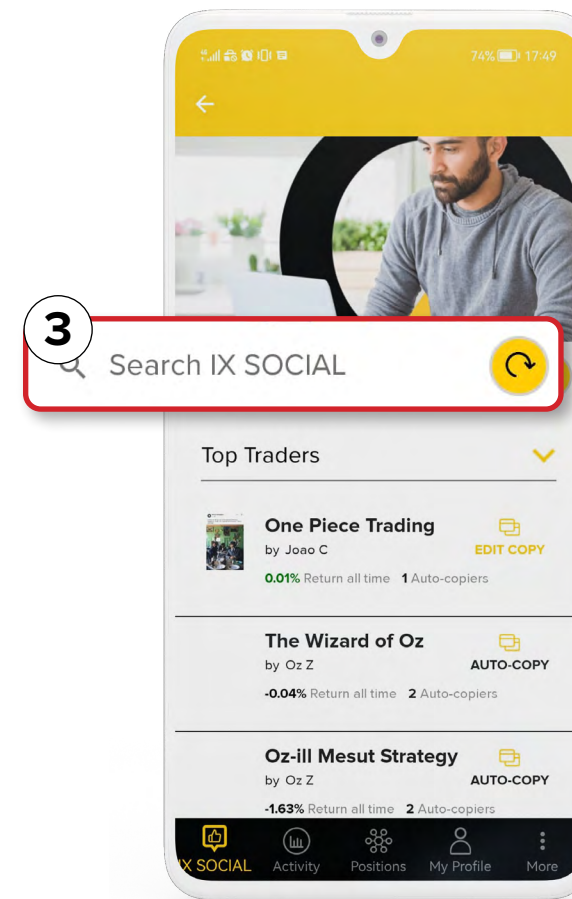 74% 17:49
3
Search IX SOCIAL
Top Traders
One Piece Trading
by Joao C
EDIT COPY
0.01% Return all time 1 Auto-copiers
The Wizard of Oz
by Oz Z
AUTO-COPY
-0.04% Return all time 2 Auto-copiers
Oz-ill Mesut Strategy
by Oz Z
AUTO-COPY
-1.63% Return all time 2 Auto-copiers
IX SOCIAL Activity Positions My Profile More